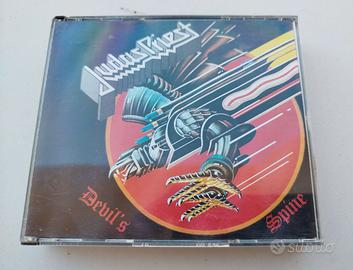 Judas Priest
Devil's
Spine
subito